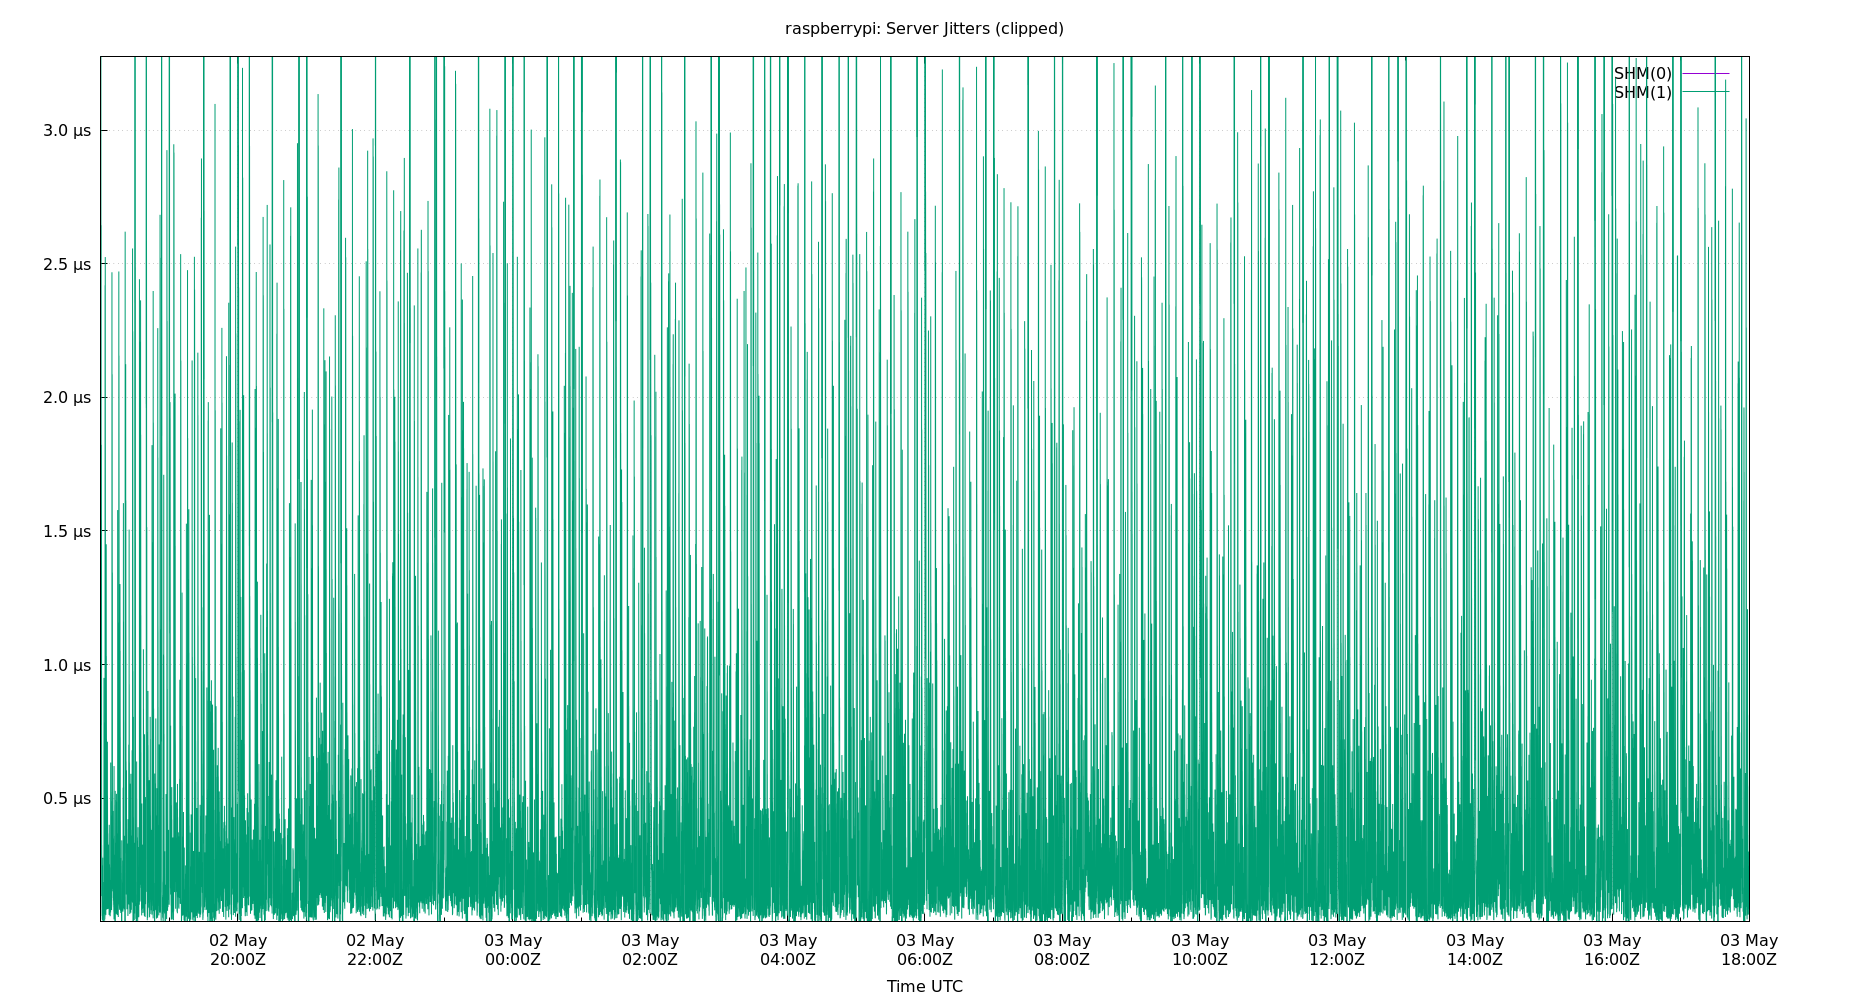 raspberrypi: Server Jitters (clipped)
SHM(0)
SHM(1)
3.0 µs
2.5 µs
2.0 µs
1.5 µs
1.0 µs
0.5 µs
02 May 02 May 03 May 03 May 03 May 03 May 03 May 03 May 03 May 03 May 03 May 03 May
20:00Z 22:00Z 00:00Z 02:00Z 04:00Z 06:00Z 08:00Z 10:00Z 12:00Z 14:00Z 16:00Z 18:00Z
Time UTC